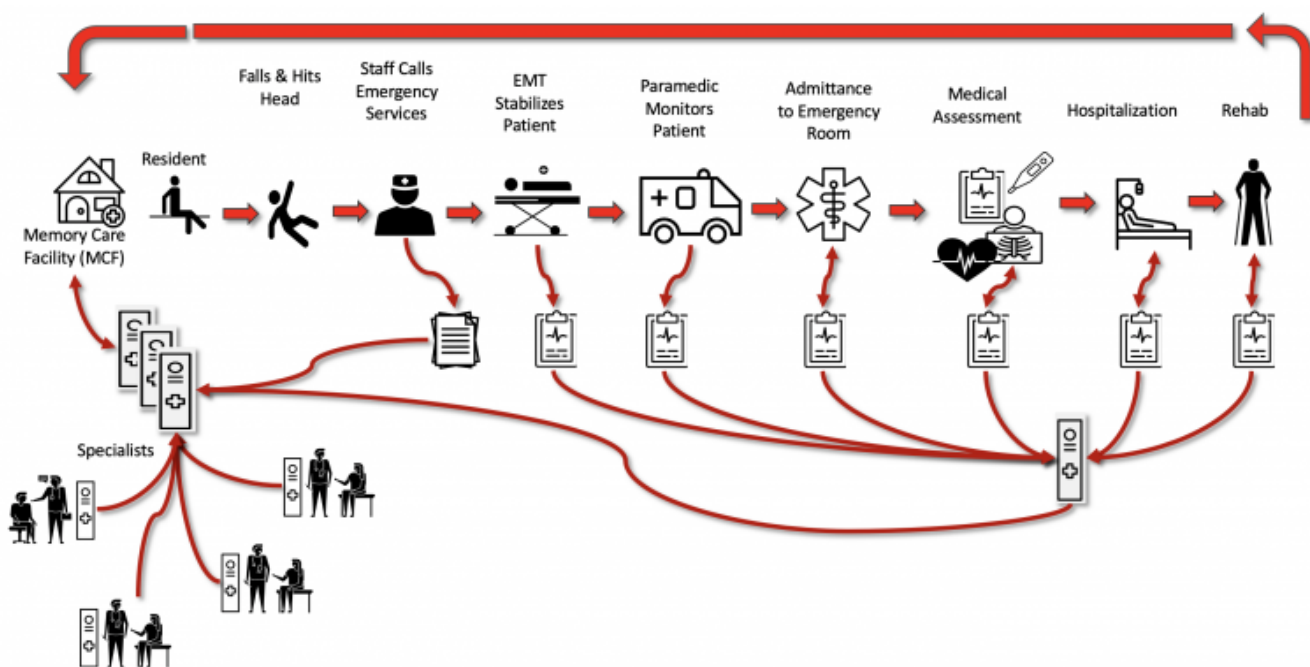 Falls & Hits
Head
Staff Calls
Emergency
Services
EMT
Stabilizes
Patient
Paramedic
Monitors
Patient
Admittance
to Emergency
Room
Medical
Assessment
Hospitalization
Rehab
Resident
Memory Care
Facility (MCF)
Specialists